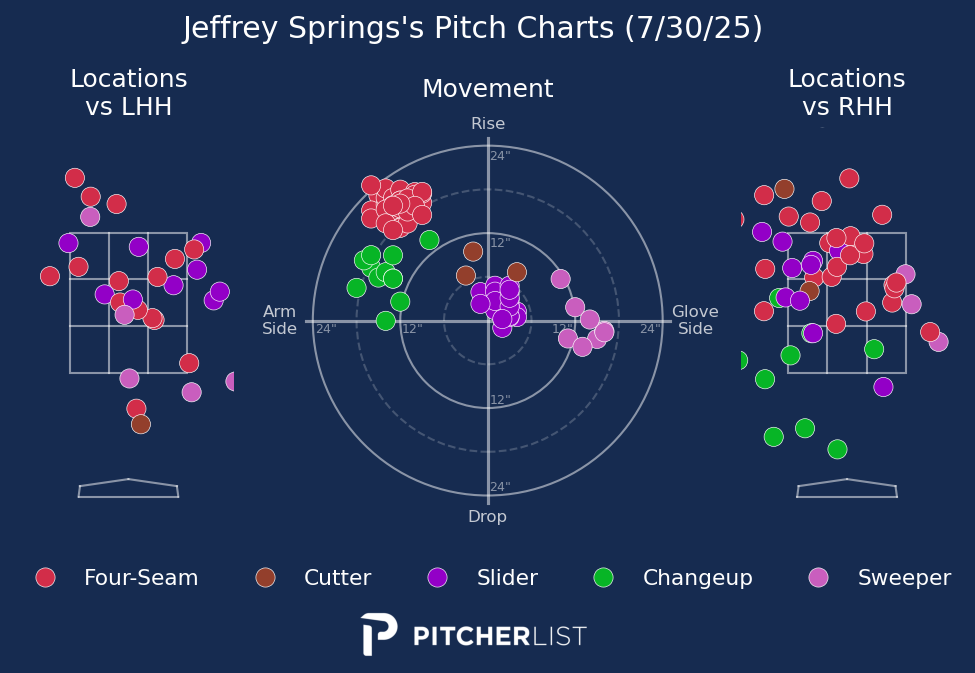 Jeffrey Springs's Pitch Charts (7/30/25)
Locations
vs LHH
Movement
Locations
vs RHH
Rise
24"
12"
Arm
Side
24"
12"
12"
24"
Glove
Side
12"
24"
Drop
Four-Seam
Cutter
Slider
Changeup
Sweeper
PITCHERLIST